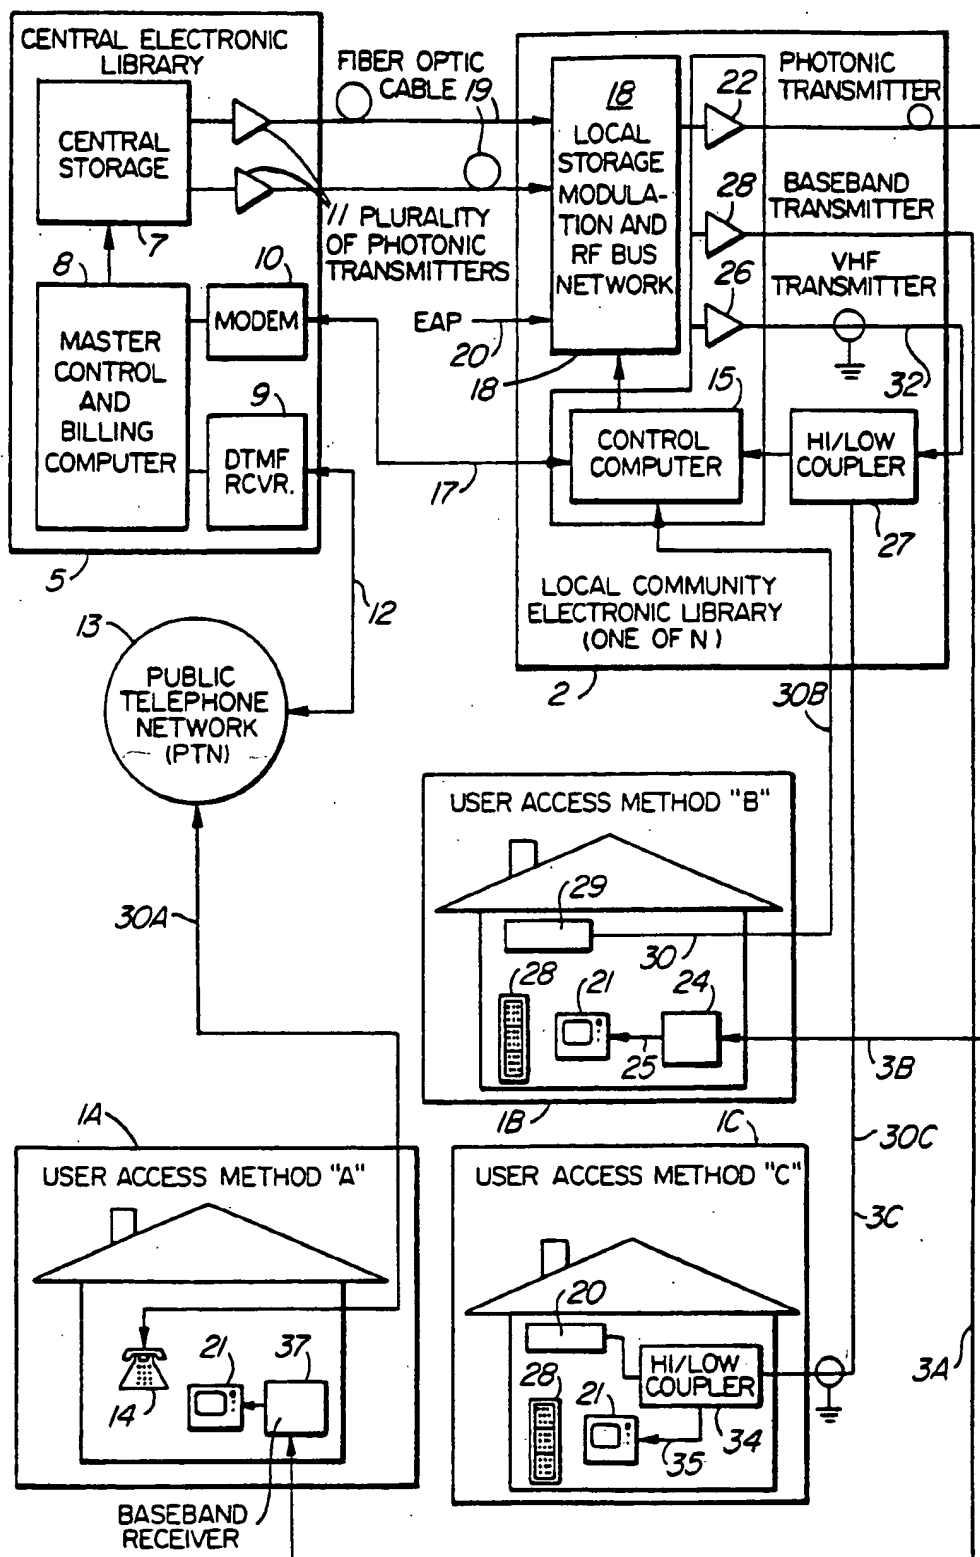 CENTRAL ELECTRONIC
LIBRARY
CENTRAL
STORAGE
7
8
10
MODEM
MASTER
CONTROL
AND
BILLING
COMPUTER
9
DTMF
RCVR.
5
12
FIBER OPTIC
CABLE 19
11 PLURALITY
OF PHOTONIC
TRANSMITTERS
EAP
20
17
18
LOCAL
STORAGE
MODULA-
TION AND
RF BUS
NETWORK
18
22
PHOTONIC
TRANSMITTER
28
BASEBAND
TRANSMITTER
26
VHF
TRANSMITTER
32
15
CONTROL
COMPUTER
HI/LOW
COUPLER
27
LOCAL COMMUNITY
ELECTRONIC LIBRARY
(ONE OF N)
2
30B
13
PUBLIC
TELEPHONE
NETWORK
(PTN)
30A
USER ACCESS METHOD "B"
29
30
28
21
24
25
3B
1B
1A
USER ACCESS METHOD "A"
21
37
14
BASEBAND
RECEIVER
1C
30C
USER ACCESS METHOD "C"
3C
20
28
21
HI/LOW
COUPLER
34
35
3A